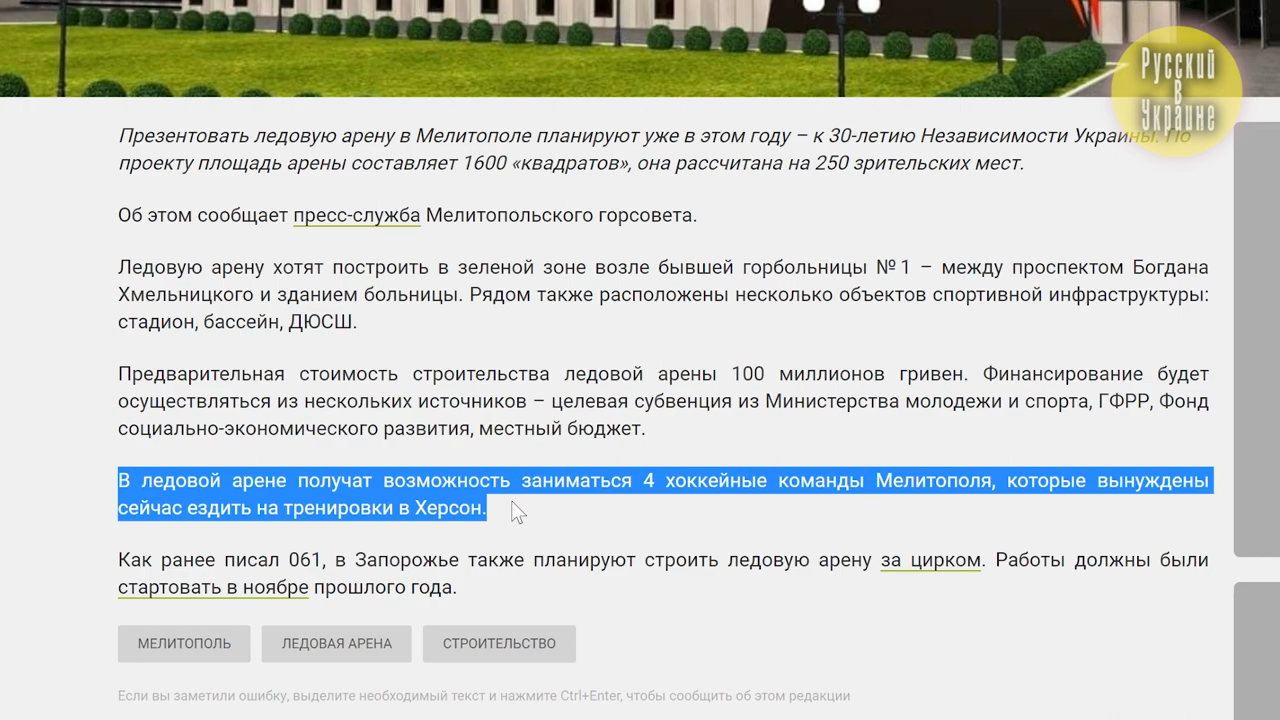 Русский
в
Украине
Презентовать ледовую арену в Мелитополе планируют уже в этом году – к 30-летию Независимости Украины. По
проекту площадь арены составляет 1600 «квадратов», она рассчитана на 250 зрительских мест.
Об этом сообщает пресс-служба Мелитопольского горсовета.
Ледовую арену хотят построить в зеленой зоне возле бывшей горбольницы №1 – между проспектом Богдана
Хмельницкого и зданием больницы. Рядом также расположены несколько объектов спортивной инфраструктуры:
стадион, бассейн, ДЮСШ.
Предварительная стоимость строительства ледовой арены 100 миллионов гривен. Финансирование будет
осуществляться из нескольких источников – целевая субвенция из Министерства молодежи и спорта, ГФРР, Фонд
социально-экономического развития, местный бюджет.
В ледовой арене получат возможность заниматься 4 хоккейные команды Мелитополя, которые вынуждены
сейчас ездить на тренировки в Херсон.
Как ранее писал 061, в Запорожье также планируют строить ледовую арену за цирком. Работы должны были
стартовать в ноябре прошлого года.
МЕЛИТОПОЛЬ ЛЕДОВАЯ АРЕНА СТРОИТЕЛЬСТВО
Если вы заметили ошибку, выделите необходимый текст и нажмите Ctrl+Enter, чтобы сообщить об этом редакции